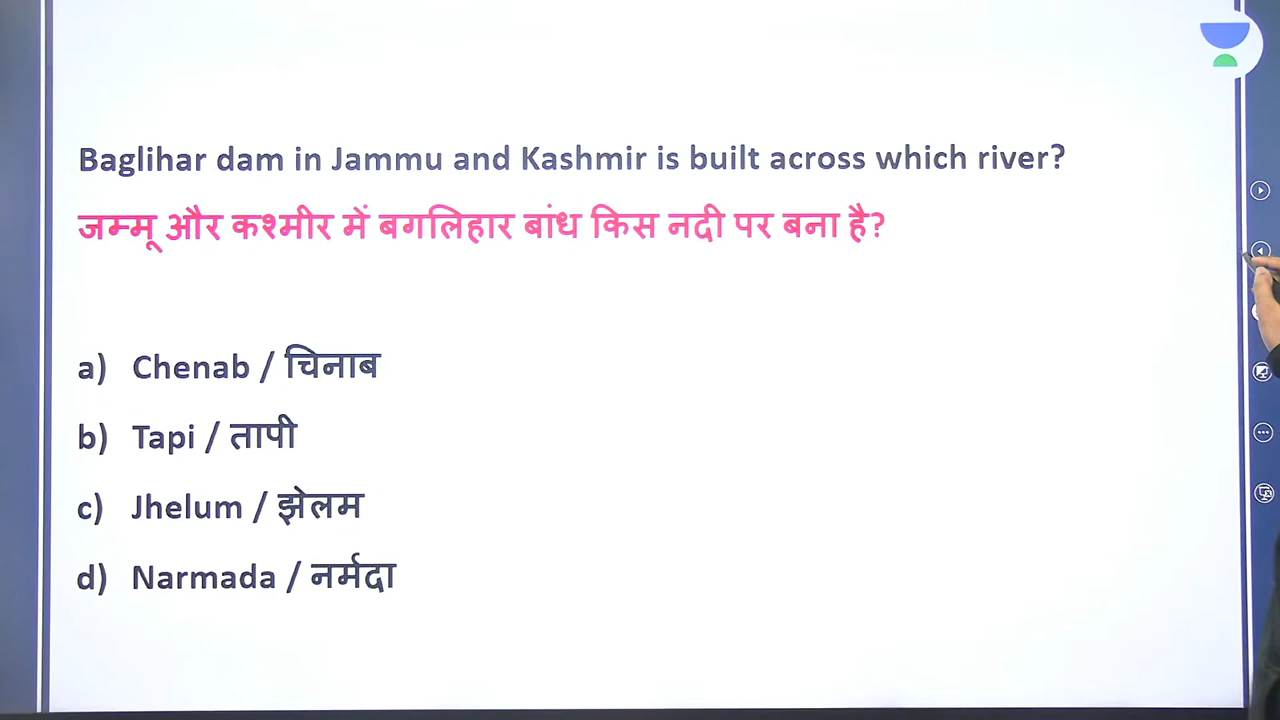 Baglihar dam in Jammu and Kashmir is built across which river?
जम्मू और कश्मीर में बगलिहार बांध किस नदी पर बना है?
a) Chenab / चिनाब
b) Tapi / तापी
c) Jhelum / झेलम
d) Narmada / नर्मदा